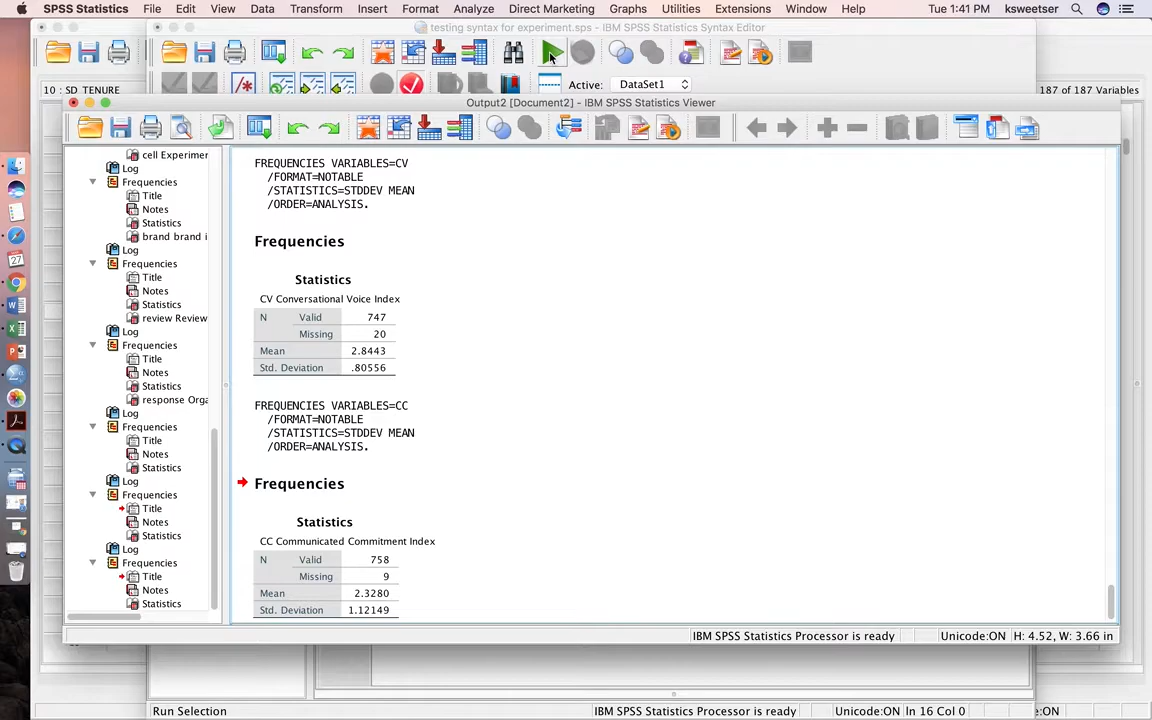 SPSS Statistics File Edit View Data Transform Insert Format Analyze Direct Marketing Graphs Utilities Extensions Window Help Tue 1:41 PM ksweetser
testing syntax for experiment.sps - IBM SPSS Statistics Syntax Editor
Active: DataSet1
10 : SD_TENURE
187 of 187 Variables
Output2 [Document2] - IBM SPSS Statistics Viewer
cell Experimer
Log
Frequencies
Title
Notes
Statistics
brand brand i
Log
Frequencies
Title
Notes
Statistics
review Review
Log
Frequencies
Title
Notes
Statistics
response Orga
Log
Frequencies
Title
Notes
Statistics
Log
Frequencies
Title
Notes
Statistics
Log
Frequencies
Title
Notes
Statistics
FREQUENCIES VARIABLES=CV
/FORMAT=NOTABLE
/STATISTICS=STDDEV MEAN
/ORDER=ANALYSIS.
Frequencies
Statistics
CV Conversational Voice Index
N Valid 747
Missing 20
Mean 2.8443
Std. Deviation .80556
FREQUENCIES VARIABLES=CC
/FORMAT=NOTABLE
/STATISTICS=STDDEV MEAN
/ORDER=ANALYSIS.
Frequencies
Statistics
CC Communicated Commitment Index
N Valid 758
Missing 9
Mean 2.3280
Std. Deviation 1.12149
IBM SPSS Statistics Processor is ready Unicode:ON H: 4.52, W: 3.66 in
Run Selection IBM SPSS Statistics Processor is ready Unicode:ON In 16 Col 0 :ON